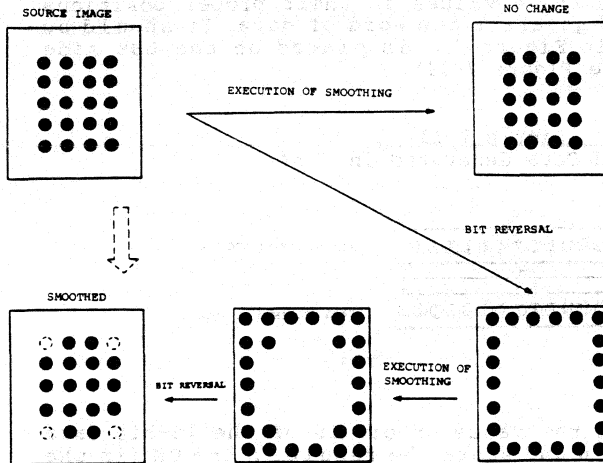 SOURCE IMAGE
NO CHANGE
EXECUTION OF SMOOTHING
BIT REVERSAL
SMOOTHED
EXECUTION OF
SMOOTHING
BIT REVERSAL